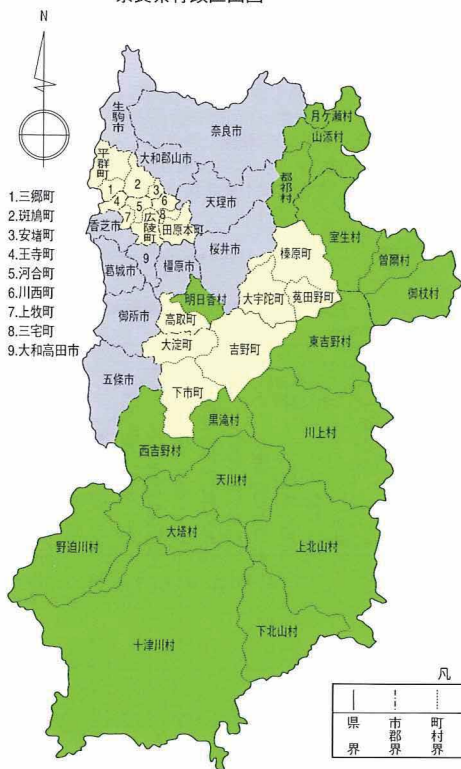 N
生駒市
奈良市
月ケ瀬村
山添村
平群町
大和郡山市
都祁村
1
2
3
4
5
6
7
8
9
天理市
広陵町
田原本町
1.三郷町
2.斑鳩町
3.安堵町
4.王寺町
5.河合町
6.川西町
7.上牧町
8.三宅町
9.大和高田市
香芝市
葛城市
橿原市
桜井市
榛原町
室生村
曽爾村
御杖村
御所市
明日香村
高取町
大宇陀町
菟田野町
大淀町
吉野町
東吉野村
五條市
下市町
黒滝村
川上村
西吉野村
天川村
大塔村
野迫川村
上北山村
十津川村
下北山村
凡
県界
市郡界
町村界